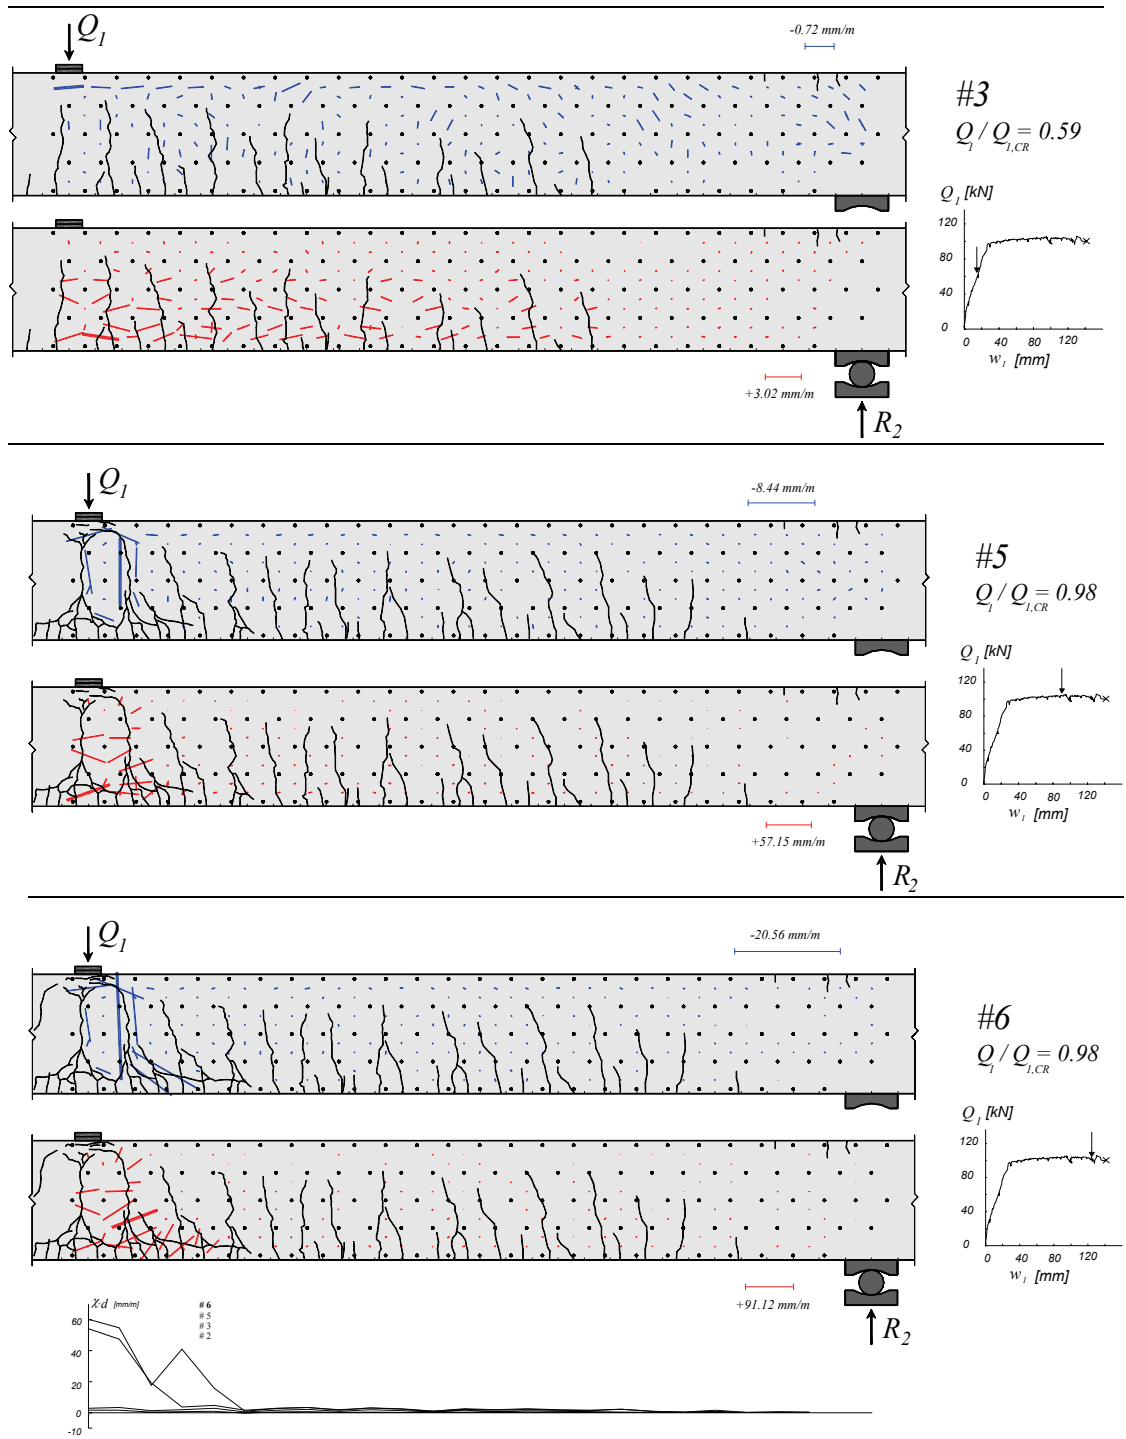 Q1
-0.72 mm/m
#3
Q1 / Q1,CR = 0.59
Q1 [kN]
120
80
40
0
0 40 80 120
w1 [mm]
+3.02 mm/m
R2
Q1
-8.44 mm/m
#5
Q1 / Q1,CR = 0.98
Q1 [kN]
120
80
40
0
0 40 80 120
w1 [mm]
+57.15 mm/m
R2
Q1
-20.56 mm/m
#6
Q1 / Q1,CR = 0.98
Q1 [kN]
120
80
40
0
0 40 80 120
w1 [mm]
+91.12 mm/m
R2
χ·d [mm/m]
# 6
# 5
# 3
# 2
60
40
20
0
-10